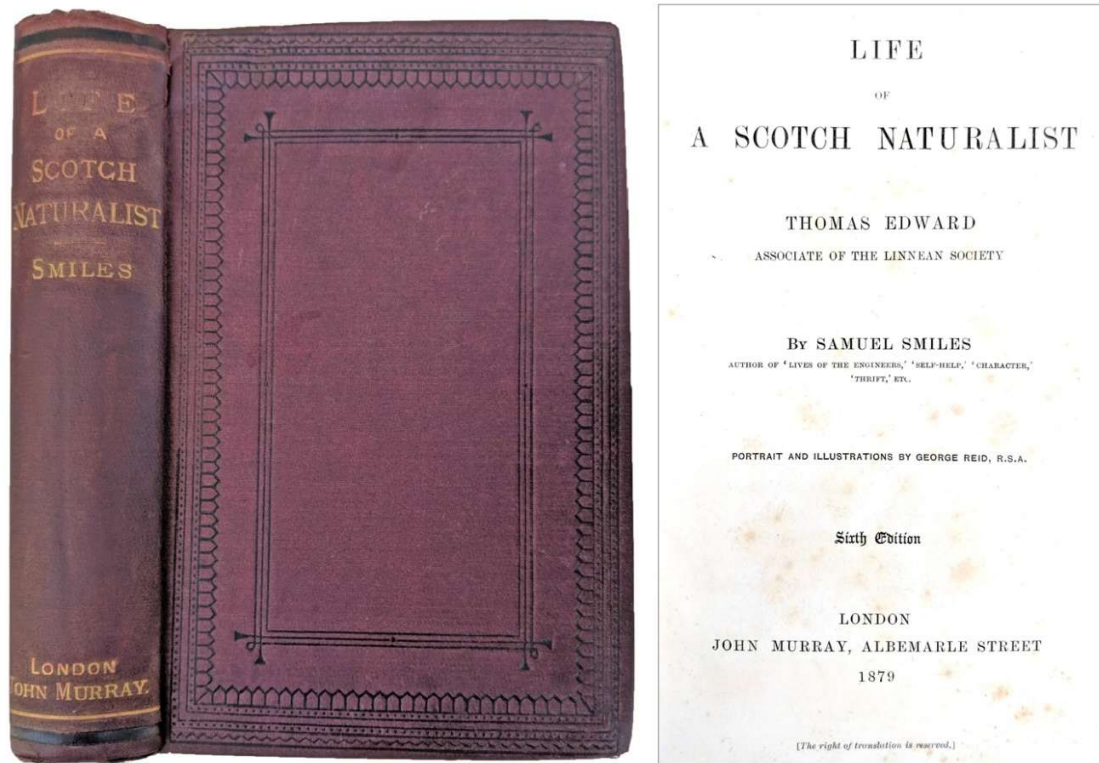 LIFE
OF A
SCOTCH
NATURALIST
SMILES
LONDON
JOHN MURRAY.
LIFE
OF
A SCOTCH NATURALIST
THOMAS EDWARD
ASSOCIATE OF THE LINNEAN SOCIETY
By SAMUEL SMILES
AUTHOR OF ‘LIVES OF THE ENGINEERS,’ ‘SELF-HELP,’ ‘CHARACTER,’
‘THRIFT,’ ETC.
PORTRAIT AND ILLUSTRATIONS BY GEORGE REID, R.S.A.
Sixth Edition
LONDON
JOHN MURRAY, ALBEMARLE STREET
1879
[The right of translation is reserved.]